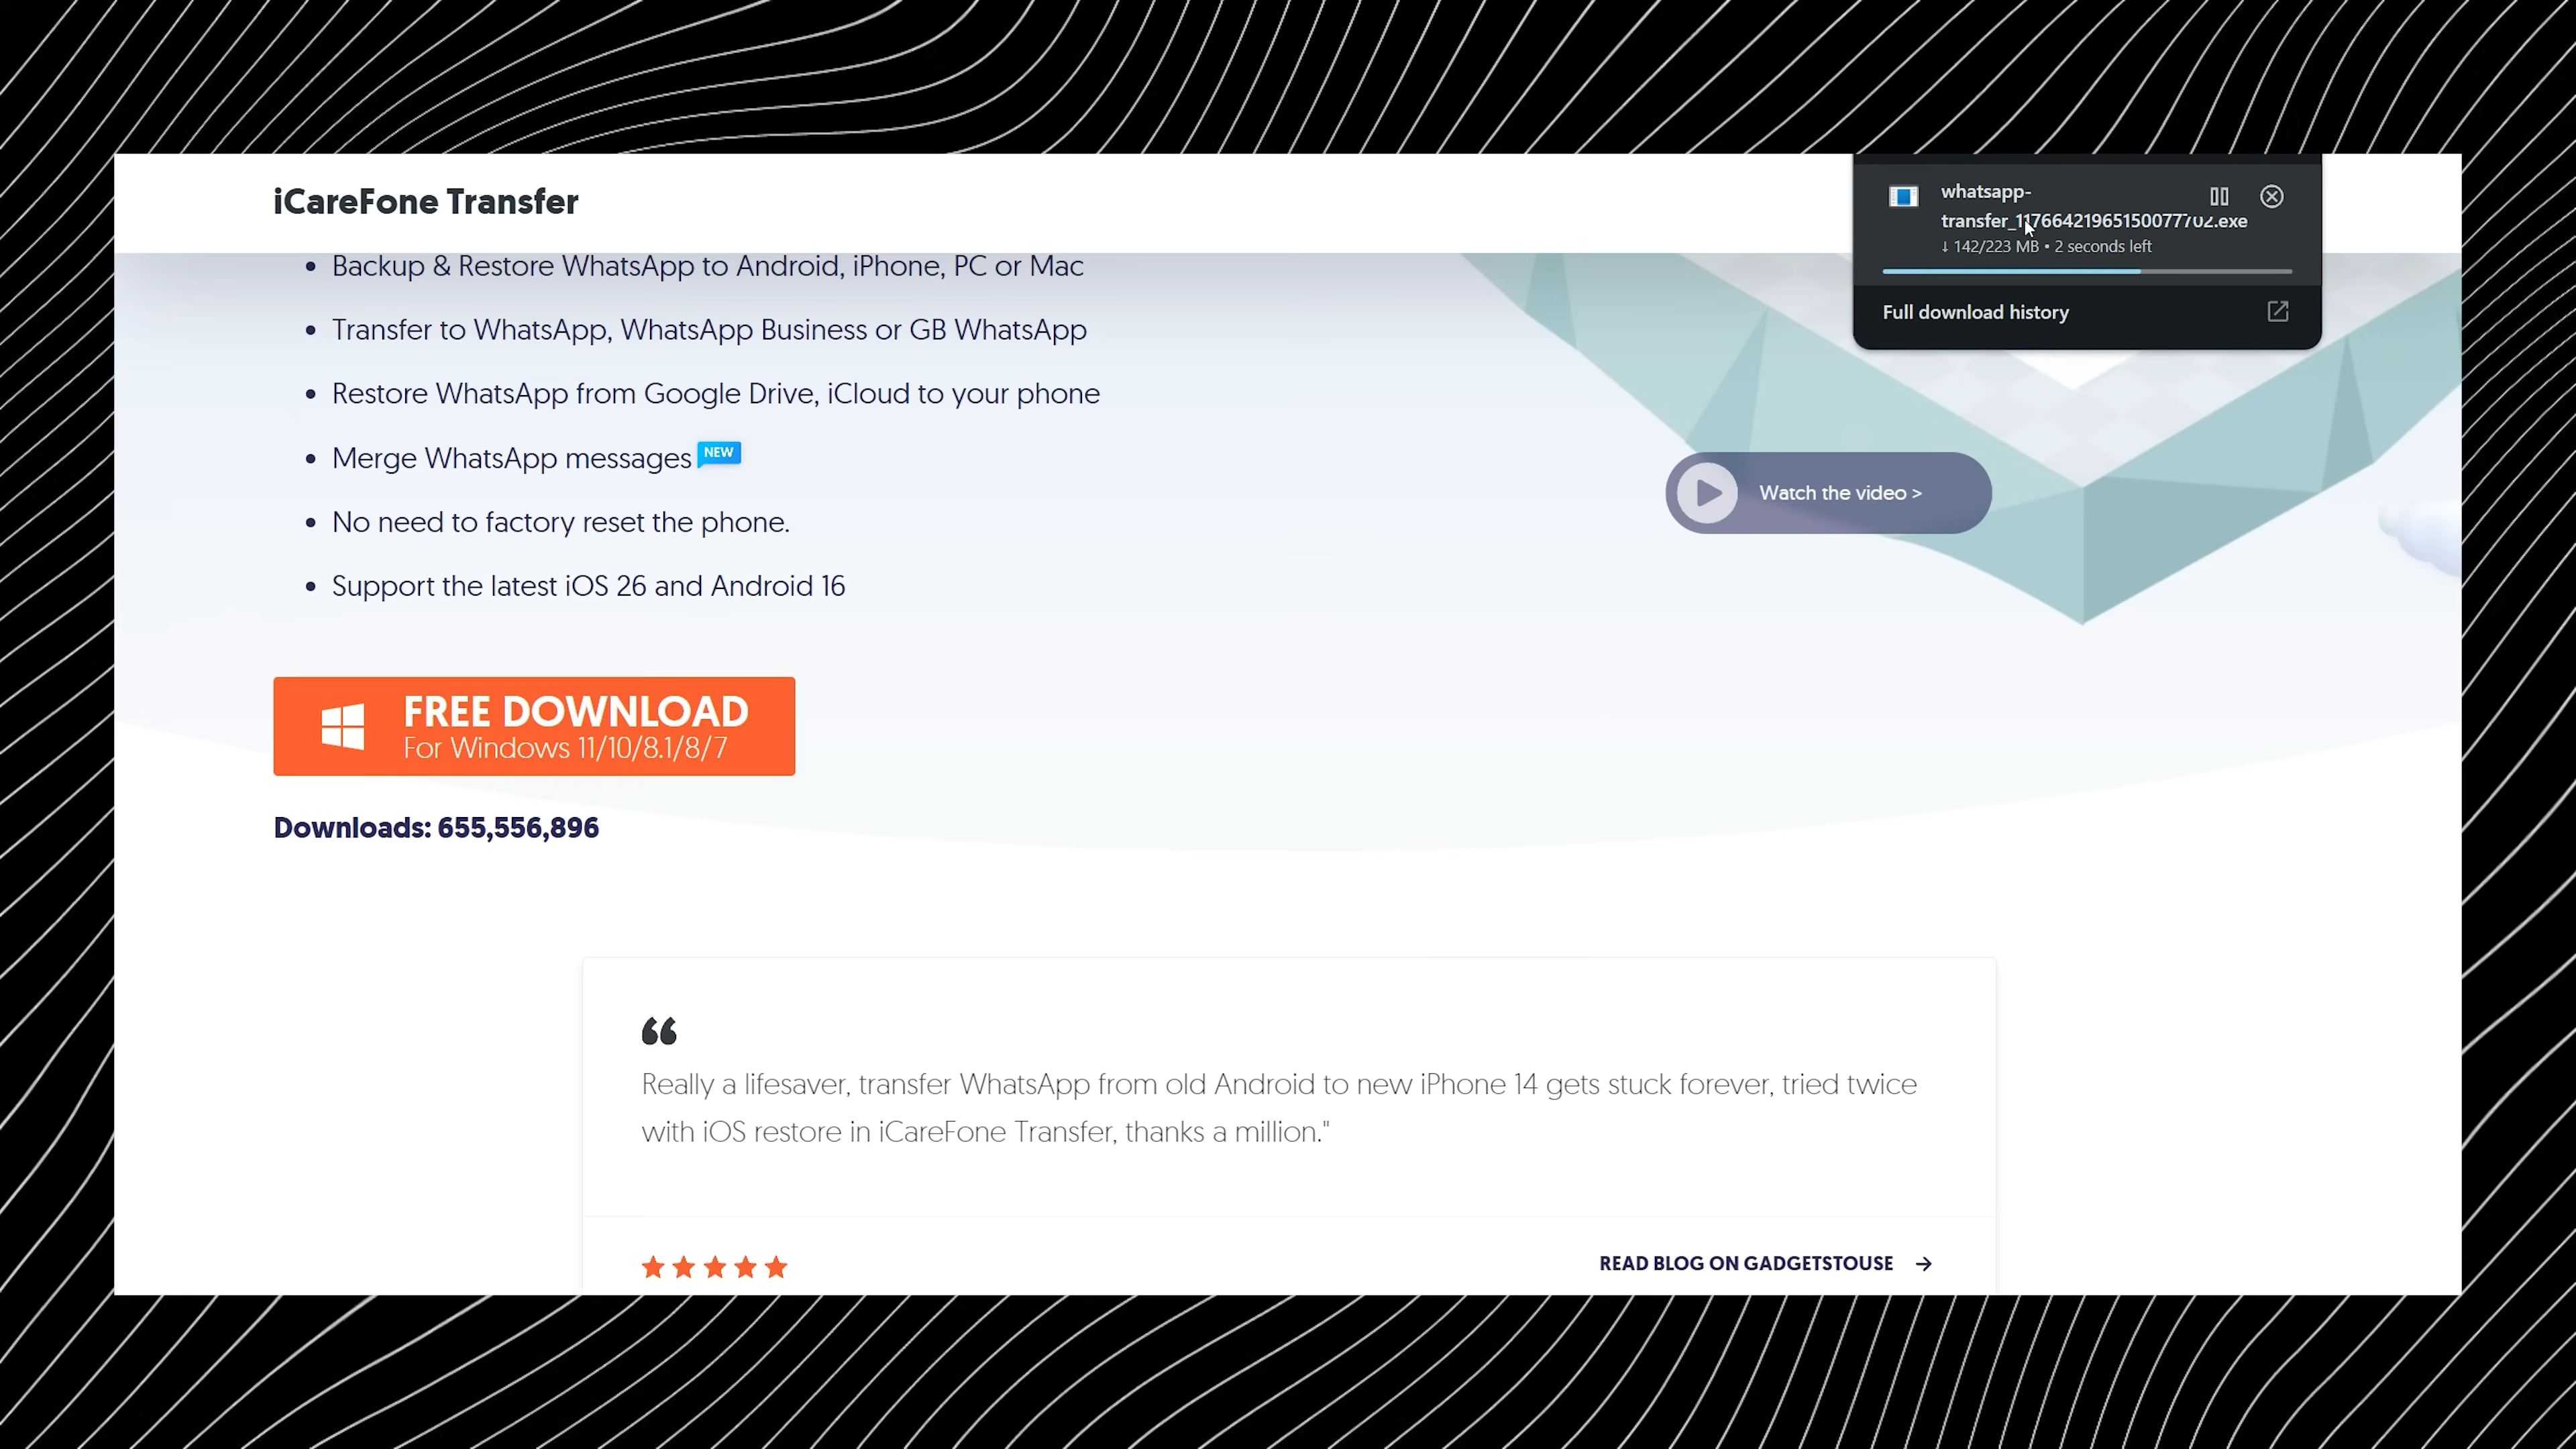 iCareFone Transfer
whatsapp-
transfer_11766421965150077702.exe
↓ 142/223 MB • 2 seconds left
Full download history
• Backup & Restore WhatsApp to Android, iPhone, PC or Mac
• Transfer to WhatsApp, WhatsApp Business or GB WhatsApp
• Restore WhatsApp from Google Drive, iCloud to your phone
• Merge WhatsApp messages NEW
• No need to factory reset the phone.
• Support the latest iOS 26 and Android 16
Watch the video >
FREE DOWNLOAD
For Windows 11/10/8.1/8/7
Downloads: 655,556,896
“
Really a lifesaver, transfer WhatsApp from old Android to new iPhone 14 gets stuck forever, tried twice
with iOS restore in iCareFone Transfer, thanks a million."
READ BLOG ON GADGETSTOUSE →